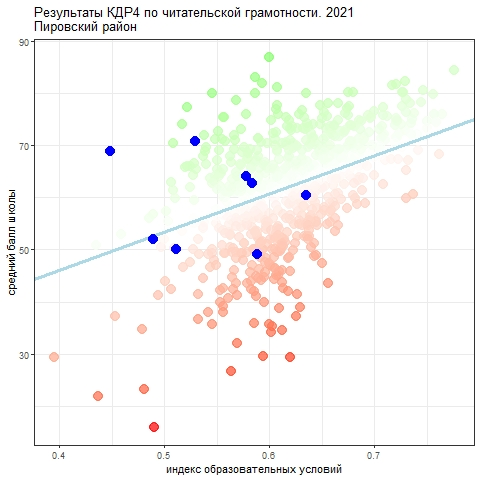 Результаты КДР4 по читательской грамотности. 2021
Пировский район
90
70
50
30
средний балл школы
0.4
0.5
0.6
0.7
индекс образовательных условий